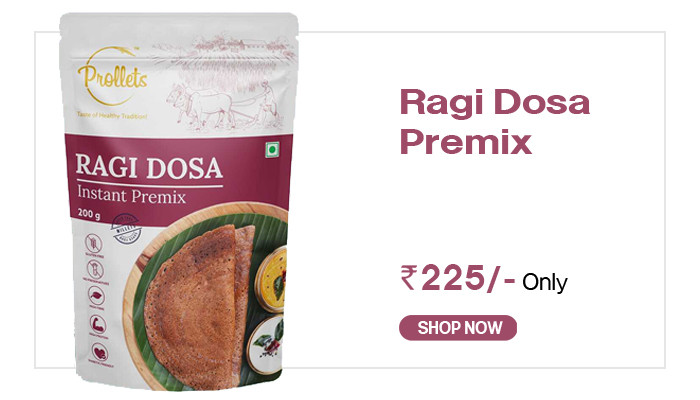 Prollets
Taste of Healthy Tradition!
RAGI DOSA
Instant Premix
200 g
Ragi Dosa
Premix
₹225/- Only
SHOP NOW